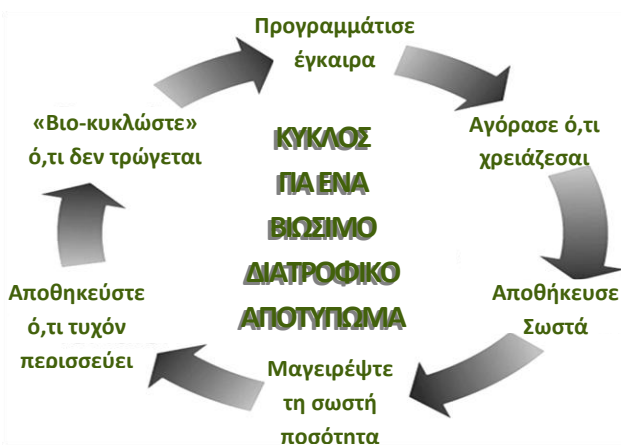 Προγραμμάτισε
έγκαιρα
Αγόρασε ό,τι
χρειάζεσαι
Αποθήκευσε
Σωστά
Μαγειρέψτε
τη σωστή
ποσότητα
Αποθηκεύστε
ό,τι τυχόν
περισσεύει
«Βιο-κυκλώστε»
ό,τι δεν τρώγεται
ΚΥΚΛΟΣ
ΓΙΑ ΕΝΑ
ΒΙΩΣΙΜΟ
ΔΙΑΤΡΟΦΙΚΟ
ΑΠΟΤΥΠΩΜΑ